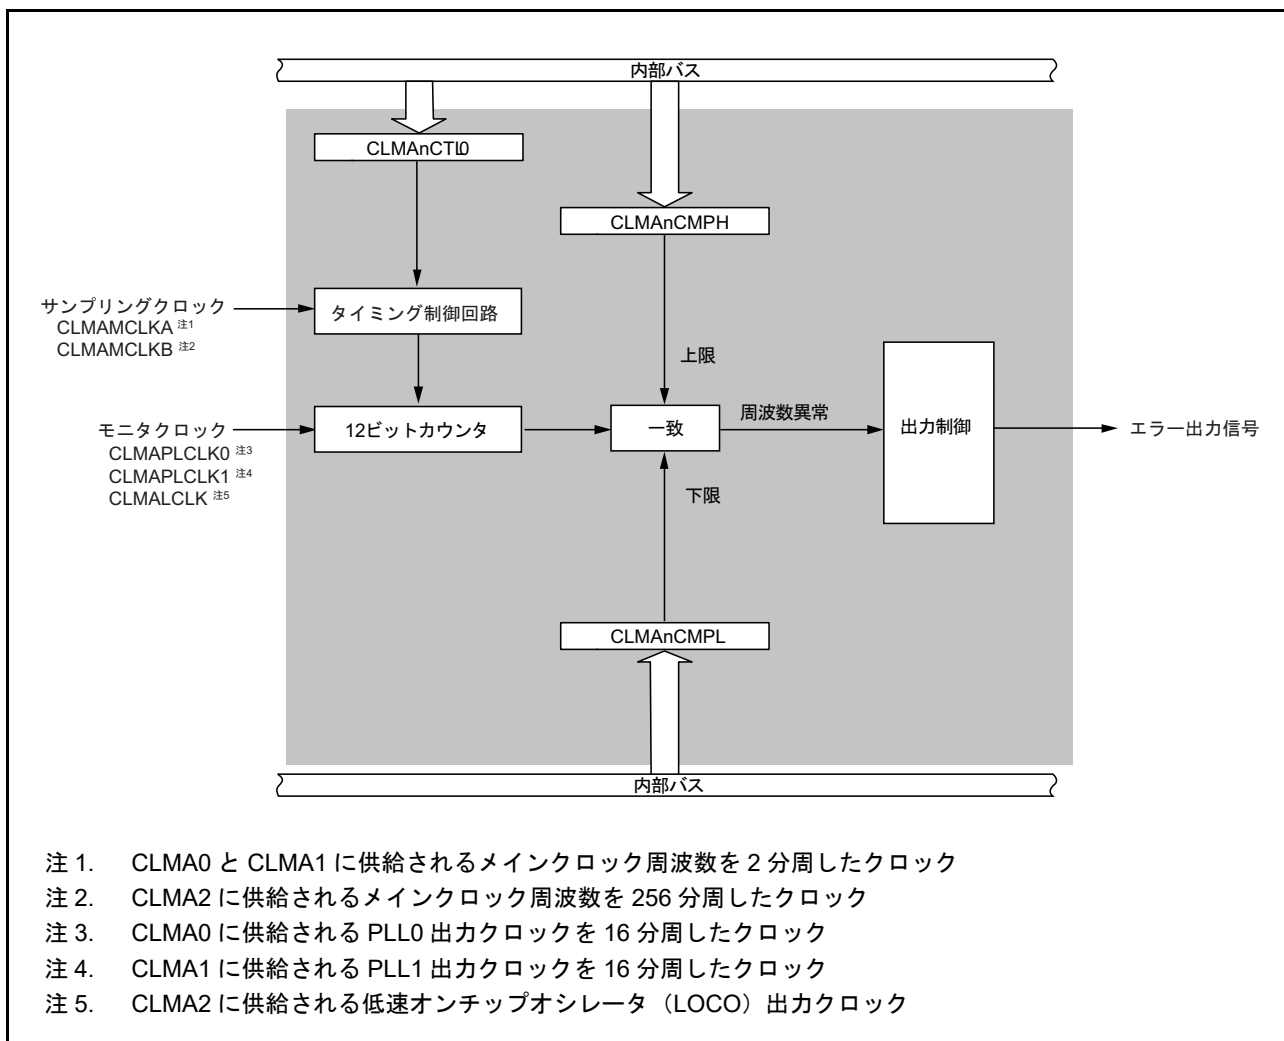 内部バス
CLMAnCTL0
CLMAnCMPH
サンプリングクロック
CLMAMCLKA 注1
CLMAMCLKB 注2
タイミング制御回路
上限
モニタクロック
CLMAPLCLK0 注3
CLMAPLCLK1 注4
CLMALCLK 注5
12ビットカウンタ
一致
周波数異常
出力制御
エラー出力信号
下限
CLMAnCMPL
内部バス
注 1. CLMA0 と CLMA1 に供給されるメインクロック周波数を 2 分周したクロック
注 2. CLMA2 に供給されるメインクロック周波数を 256 分周したクロック
注 3. CLMA0 に供給される PLL0 出力クロックを 16 分周したクロック
注 4. CLMA1 に供給される PLL1 出力クロックを 16 分周したクロック
注 5. CLMA2 に供給される低速オンチップオシレータ（LOCO）出力クロック